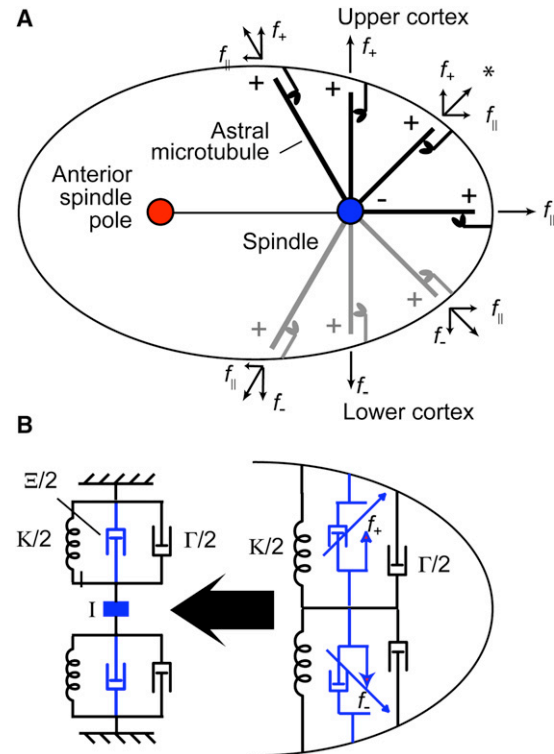 A
Upper cortex
f+
f||
f+
f+
*
f||
+
+
+
+
-
Astral
microtubule
Anterior
spindle
pole
Spindle
f||
+
+
+
f||
f-
f-
f||
f-
Lower cortex
B
Ξ/2
K/2
Γ/2
I
K/2
f+
Γ/2
f-